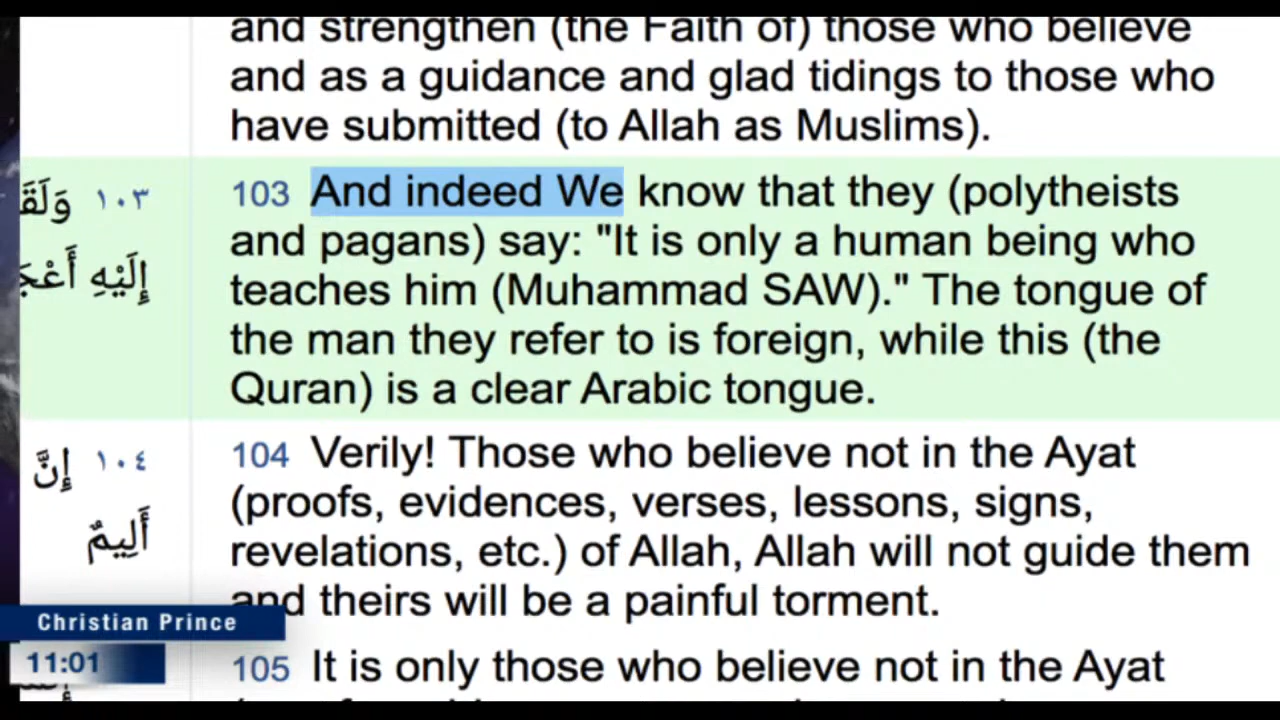 and strengthen (the Faith of) those who believe
and as a guidance and glad tidings to those who
have submitted (to Allah as Muslims).
١٠٣ وَلَقَ
إِلَيْهِ أَعْجَ
103 And indeed We know that they (polytheists
and pagans) say: "It is only a human being who
teaches him (Muhammad SAW)." The tongue of
the man they refer to is foreign, while this (the
Quran) is a clear Arabic tongue.
١٠٤ إِنَّ
أَلِيمٌ
104 Verily! Those who believe not in the Ayat
(proofs, evidences, verses, lessons, signs,
revelations, etc.) of Allah, Allah will not guide them
and theirs will be a painful torment.
Christian Prince
11:01
105 It is only those who believe not in the Ayat